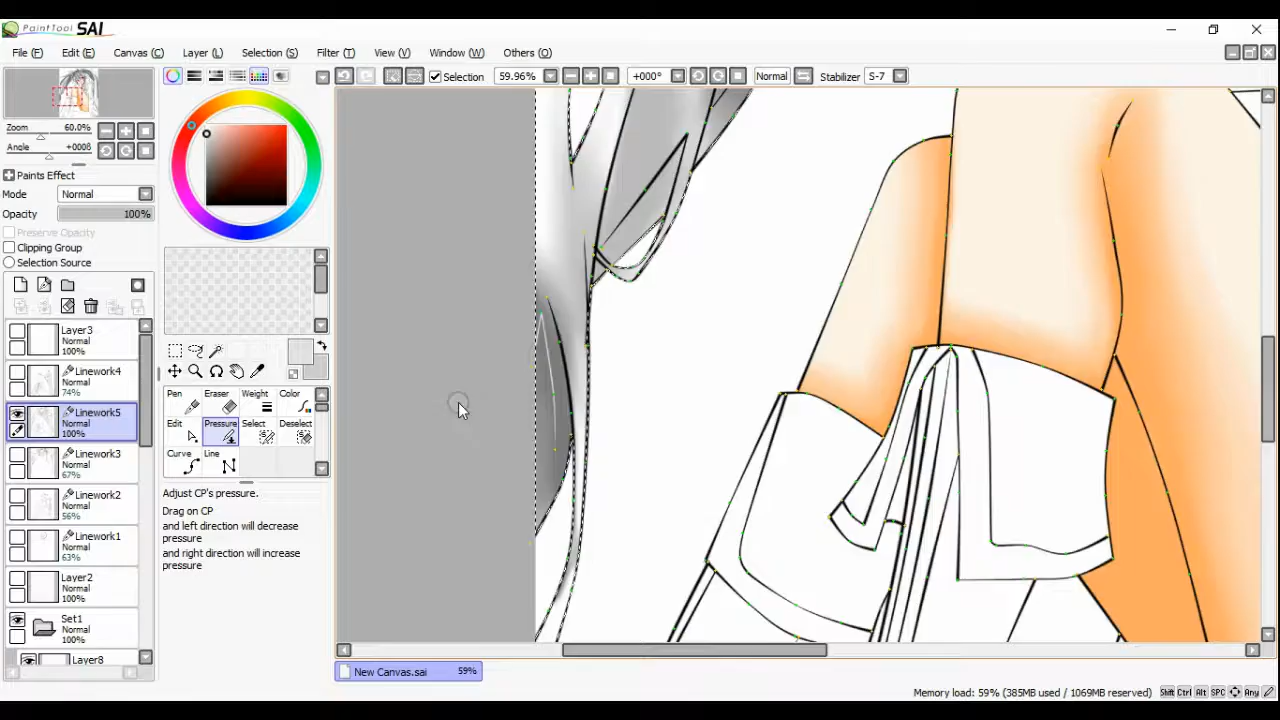 PaintTool SAI
File (F) Edit (E) Canvas (C) Layer (L) Selection (S) Filter (T) View (V) Window (W) Others (O)
Selection 59.96% +000° Normal Stabilizer S-7
Zoom 60.0%
Angle +000ß
Paints Effect
Mode Normal
Opacity 100%
Preserve Opacity
Clipping Group
Selection Source
Layer3
Normal
100%
Linework4
Normal
74%
Linework5
Normal
100%
Linework3
Normal
67%
Linework2
Normal
56%
Linework1
Normal
63%
Layer2
Normal
100%
Set1
Normal
100%
Layer8
Pen Eraser Weight Color
Edit Pressure Select Deselect
Curve Line
Adjust CP's pressure.
Drag on CP
and left direction will decrease
pressure
and right direction will increase
pressure
New Canvas.sai 59%
Memory load: 59% (385MB used / 1069MB reserved) Shift Ctrl Alt SPC Any